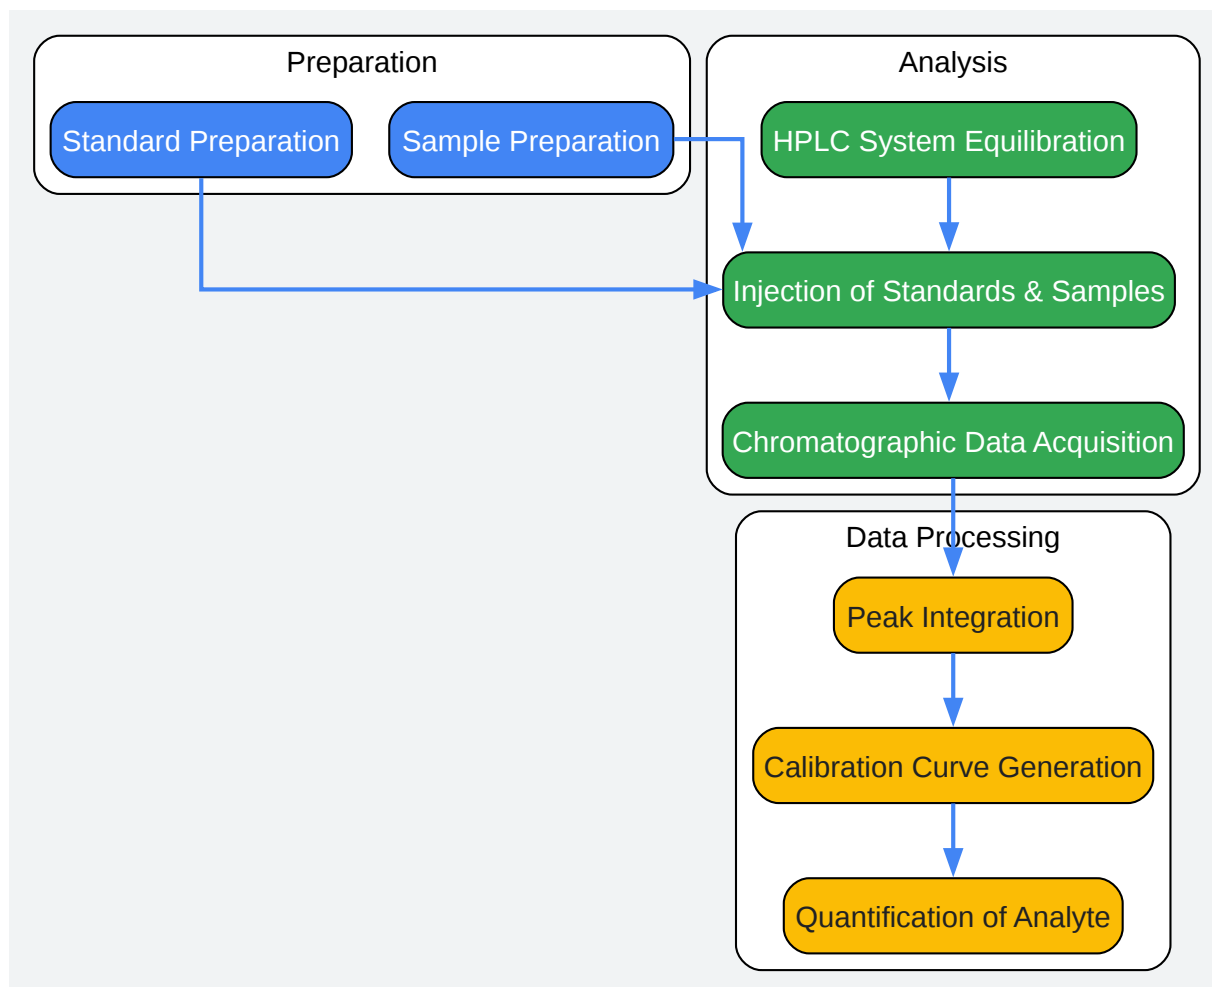 Preparation
Standard Preparation
Sample Preparation
Analysis
HPLC System Equilibration
Injection of Standards & Samples
Chromatographic Data Acquisition
Data Processing
Peak Integration
Calibration Curve Generation
Quantification of Analyte